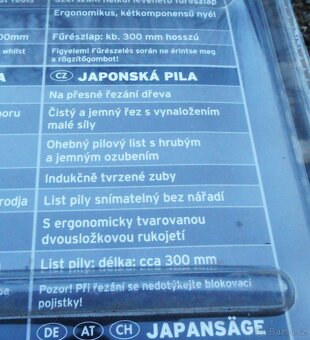 Ergonomikus, kétkomponensű nyél
00mm
Fűrészlap: kb. 300 mm hosszú
whilst
Figyelem! Fűrészelés során ne érintse meg
a rögzítőgombot!
A
CZ JAPONSKÁ PILA
Na přesné řezání dřeva
Čistý a jemný řez s vynaložením
malé síly
Ohebný pilový list s hrubým
a jemným ozubením
Indukčně tvrzené zuby
rodja
List pily snímatelný bez nářadí
S ergonomicky tvarovanou
dvousložkovou rukojetí
List pily: délka: cca 300 mm
Pozor! Při řezání se nedotýkejte blokovací
pojistky!
DE AT CH JAPANSÄGE